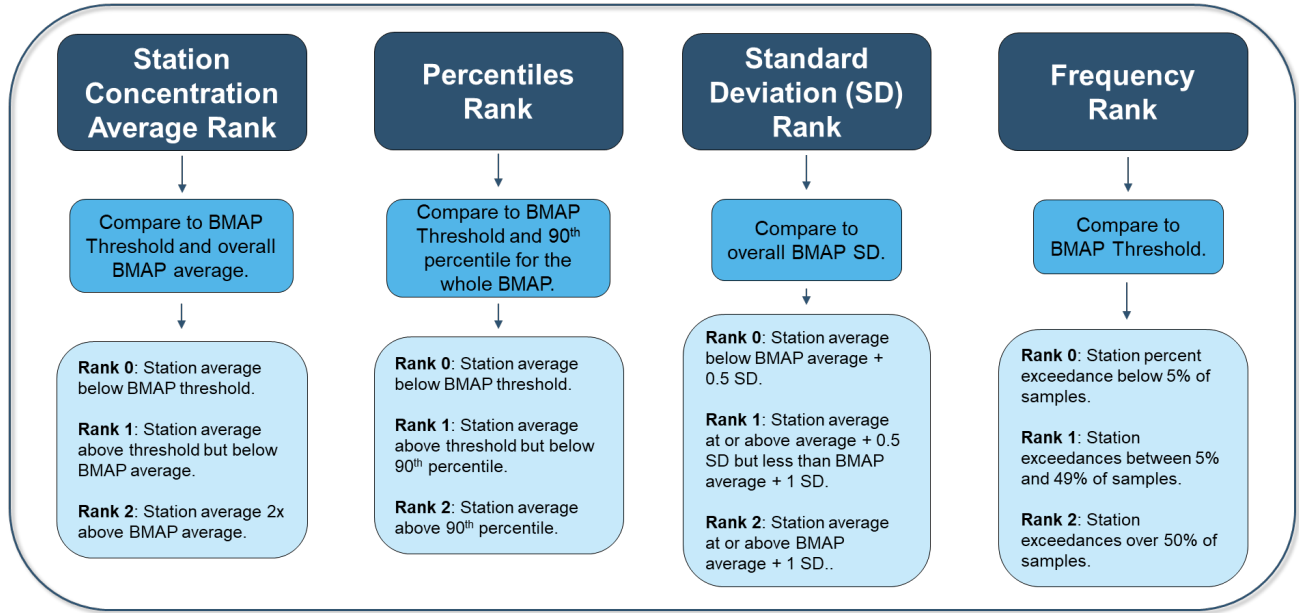 Station
Concentration
Average Rank
Compare to BMAP
Threshold and overall
BMAP average.
Rank 0: Station average
below BMAP threshold.
Rank 1: Station average
above threshold but below
BMAP average.
Rank 2: Station average 2x
above BMAP average.
Percentiles
Rank
Compare to BMAP
Threshold and 90th
percentile for the
whole BMAP.
Rank 0: Station average
below BMAP threshold.
Rank 1: Station average
above threshold but below
90th percentile.
Rank 2: Station average
above 90th percentile.
Standard
Deviation (SD)
Rank
Compare to
overall BMAP SD.
Rank 0: Station average
below BMAP average +
0.5 SD.
Rank 1: Station average
at or above average + 0.5
SD but less than BMAP
average + 1 SD.
Rank 2: Station average
at or above BMAP
average + 1 SD..
Frequency
Rank
Compare to
BMAP Threshold.
Rank 0: Station percent
exceedance below 5% of
samples.
Rank 1: Station
exceedances between 5%
and 49% of samples.
Rank 2: Station
exceedances over 50% of
samples.